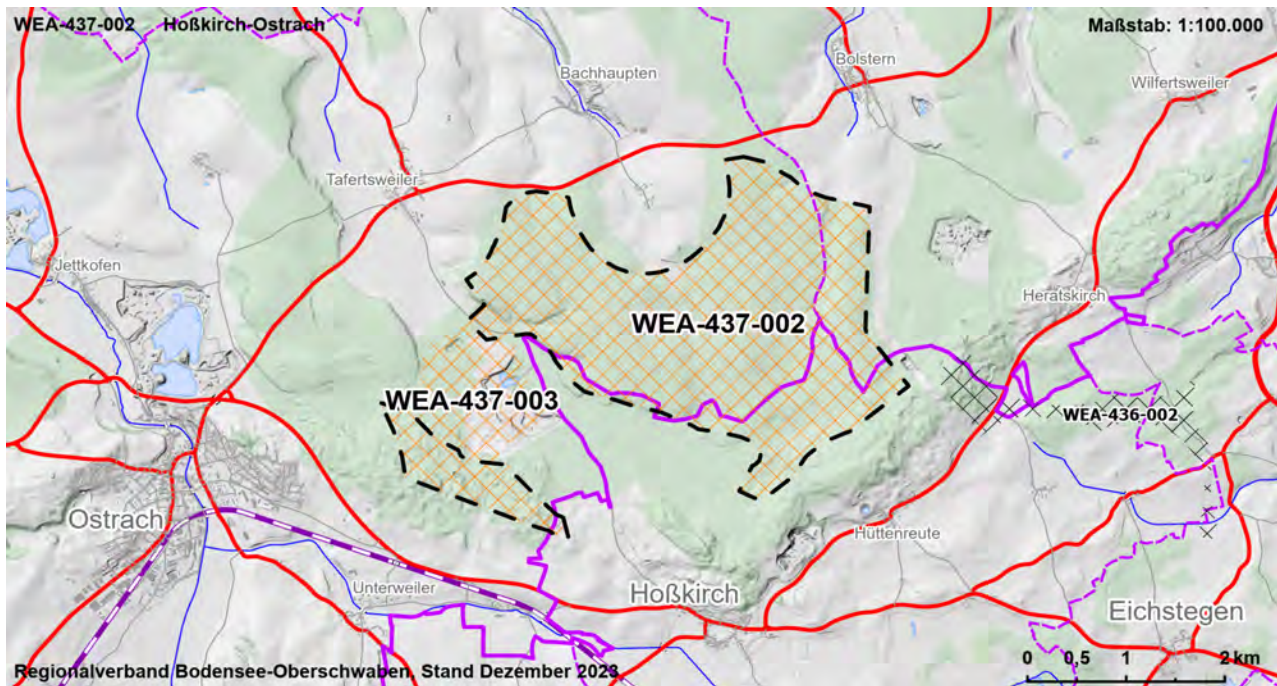 WEA-437-002 Hoßkirch-Ostrach
Maßstab: 1:100.000
Bolstern
Bachhaupten
Wilfertsweiler
Tafertsweiler
Jettkofen
Heratskirch
WEA-437-002
WEA-437-003
WEA-436-002
Ostrach
Hüttenreute
Unterweiler
Hoßkirch
Eichstegen
0 0,5 1 2 km
Regionalverband Bodensee-Oberschwaben, Stand Dezember 2023